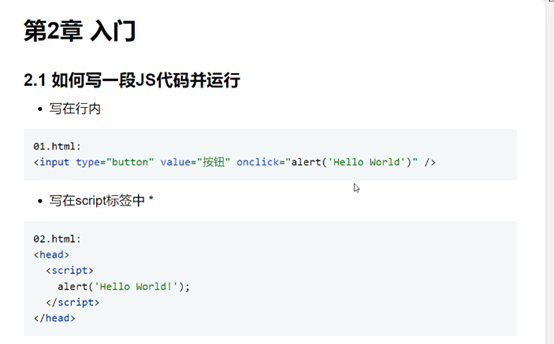 第2章 入门
2.1 如何写一段JS代码并运行
• 写在行内
01.html:
<input type="button" value="按钮" onclick="alert('Hello World')" />
• 写在script标签中 *
02.html:
<head>
  <script>
    alert('Hello World!');
  </script>
</head>